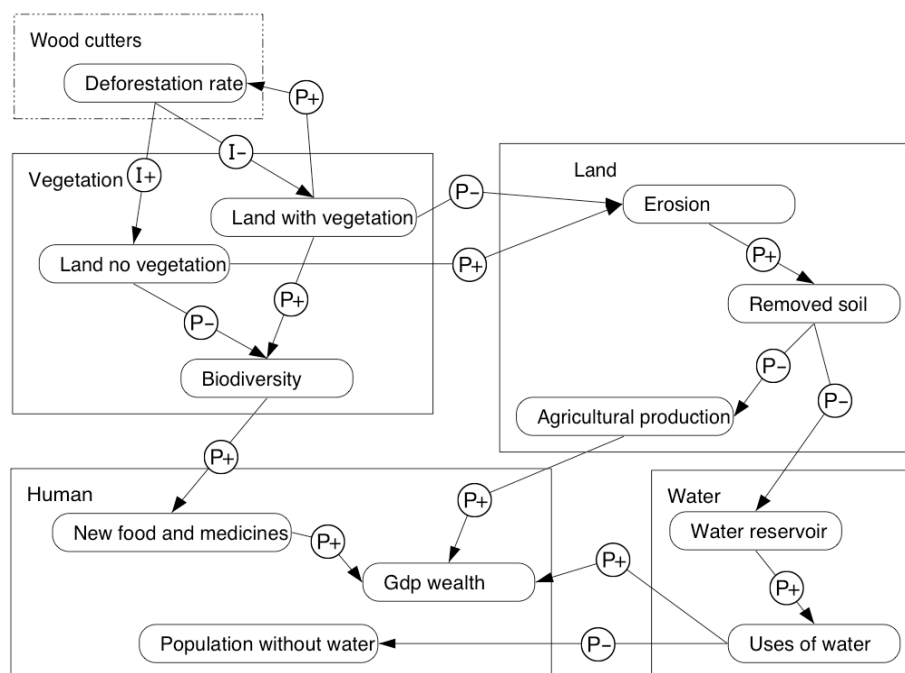 Wood cutters
Deforestation rate
P+
I-
I+
Vegetation
Land with vegetation
P-
Land
Erosion
Land no vegetation
P+
P+
P+
Removed soil
P-
Biodiversity
P-
P-
Agricultural production
P+
Human
P+
Water
New food and medicines
P+
Water reservoir
P+
Gdp wealth
P+
Population without water
P-
Uses of water